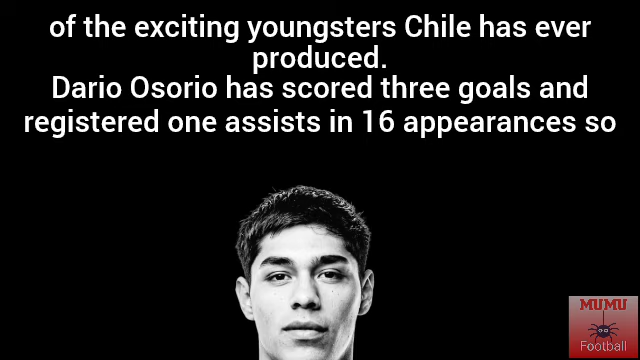 of the exciting youngsters Chile has ever
produced.
Dario Osorio has scored three goals and
registered one assists in 16 appearances so
MUMU
Football